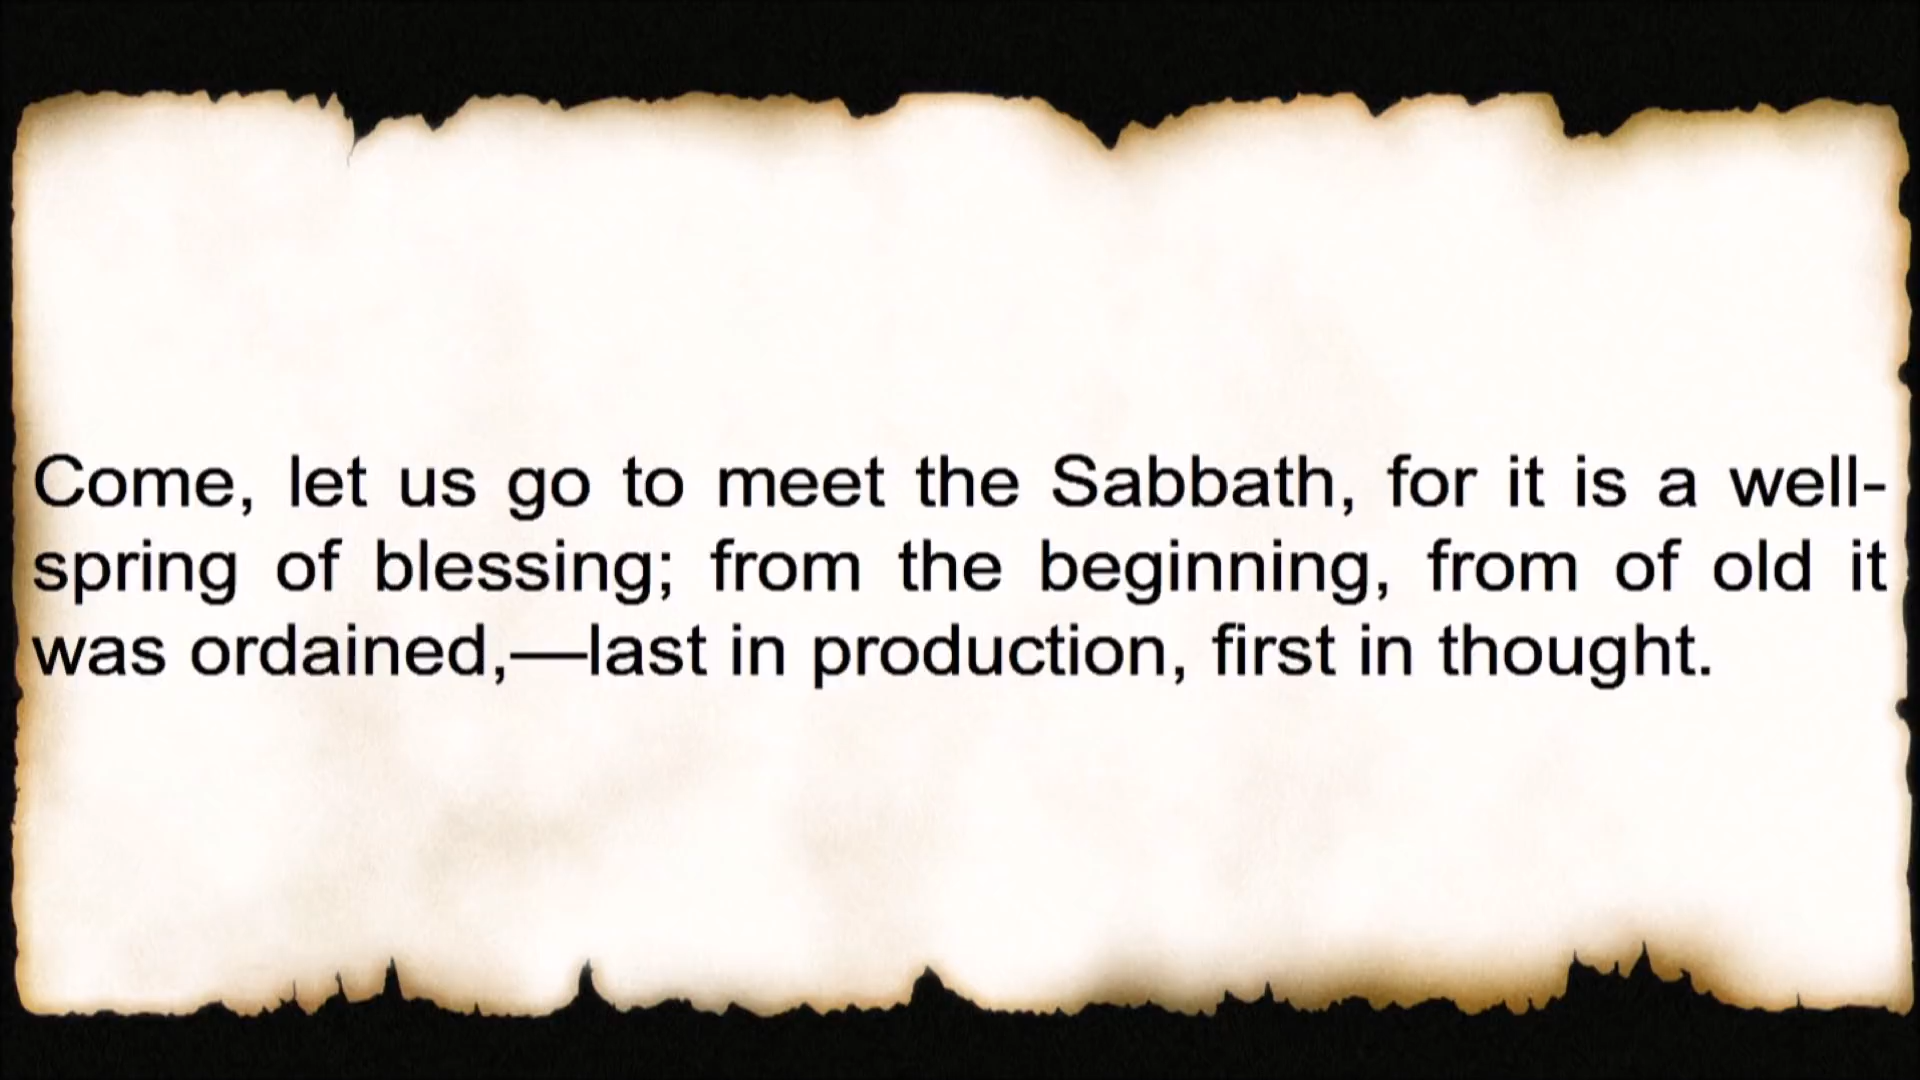 Come, let us go to meet the Sabbath, for it is a well-
spring of blessing; from the beginning, from of old it
was ordained,—last in production, first in thought.